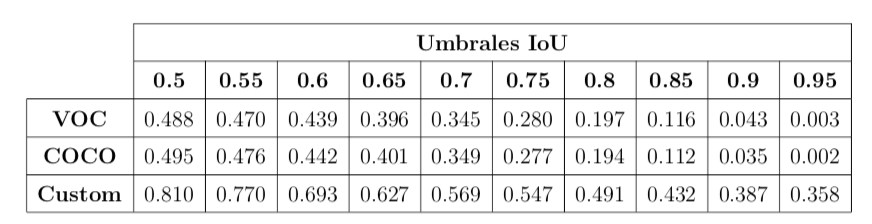 Umbrales IoU
0.5 0.55 0.6 0.65 0.7 0.75 0.8 0.85 0.9 0.95
VOC 0.488 0.470 0.439 0.396 0.345 0.280 0.197 0.116 0.043 0.003
COCO 0.495 0.476 0.442 0.401 0.349 0.277 0.194 0.112 0.035 0.002
Custom 0.810 0.770 0.693 0.627 0.569 0.547 0.491 0.432 0.387 0.358